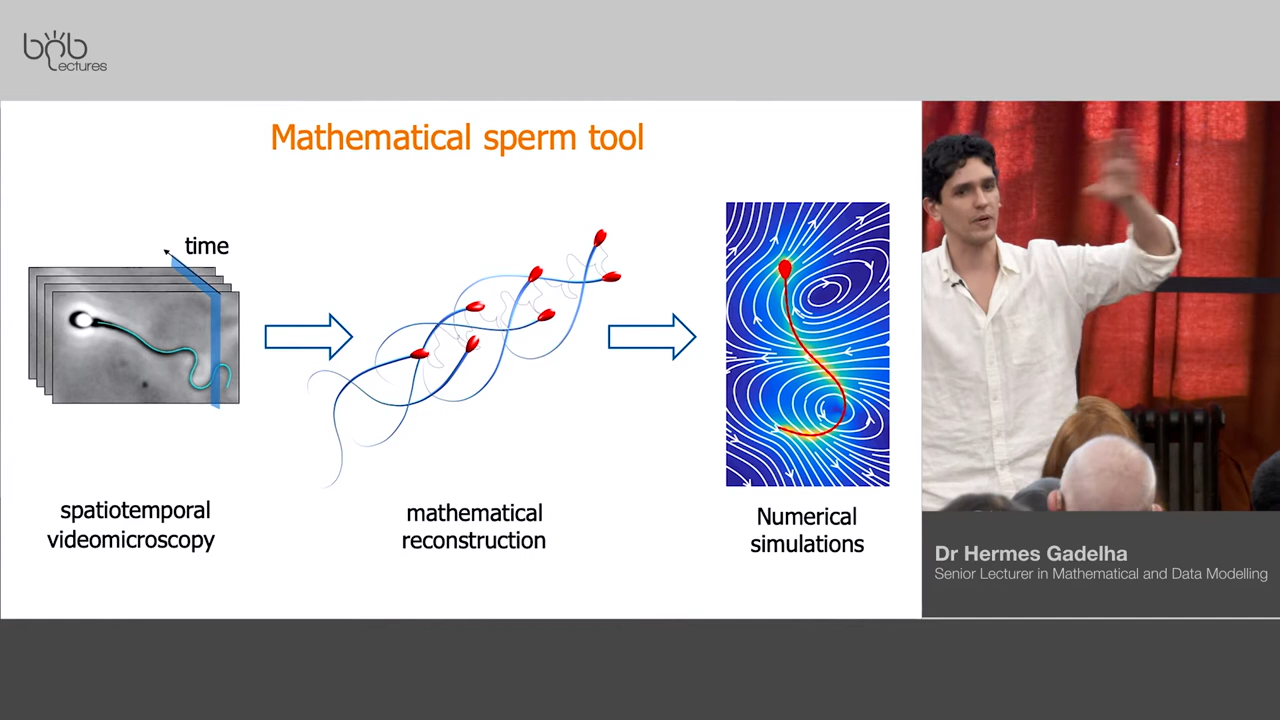 bnb
Lectures
Mathematical sperm tool
time
spatiotemporal
videomicroscopy
mathematical
reconstruction
Numerical
simulations
Dr Hermes Gadelha
Senior Lecturer in Mathematical and Data Modelling